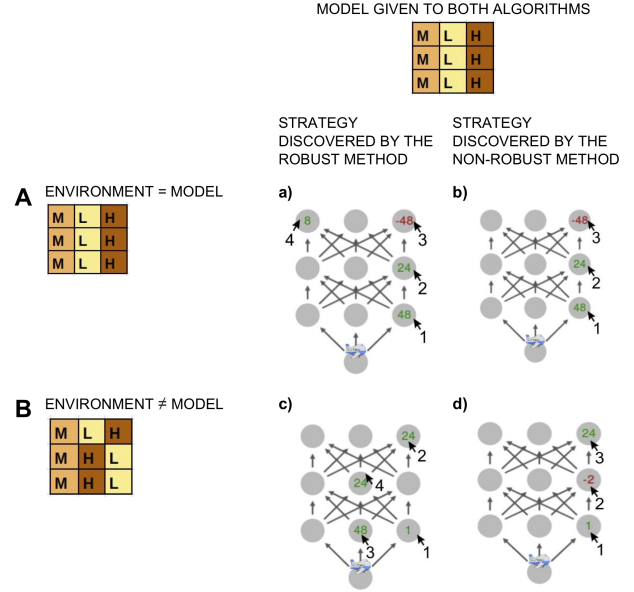 MODEL GIVEN TO BOTH ALGORITHMS
M L H
M L H
M L H
STRATEGY
DISCOVERED BY THE
ROBUST METHOD
STRATEGY
DISCOVERED BY THE
NON-ROBUST METHOD
A ENVIRONMENT = MODEL
M L H
M L H
M L H
a)
8 -48
4 3
24
2
48
1
b)
-48
3
24
2
48
1
B ENVIRONMENT ≠ MODEL
M L H
M H L
M H L
c)
24
2
24
4
48 1
3 1
d)
24
3
-2
2
1
1